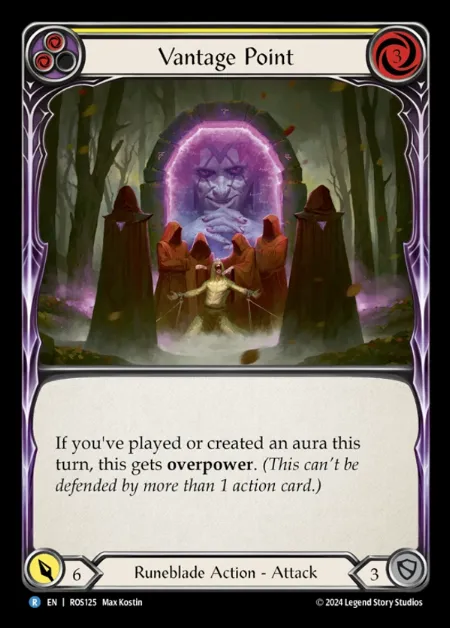 Vantage Point
3
If you've played or created an aura this
turn, this gets overpower. (This can't be
defended by more than 1 action card.)
6
Runeblade Action - Attack
3
R EN | ROS125 Max Kostin
© 2024 Legend Story Studios